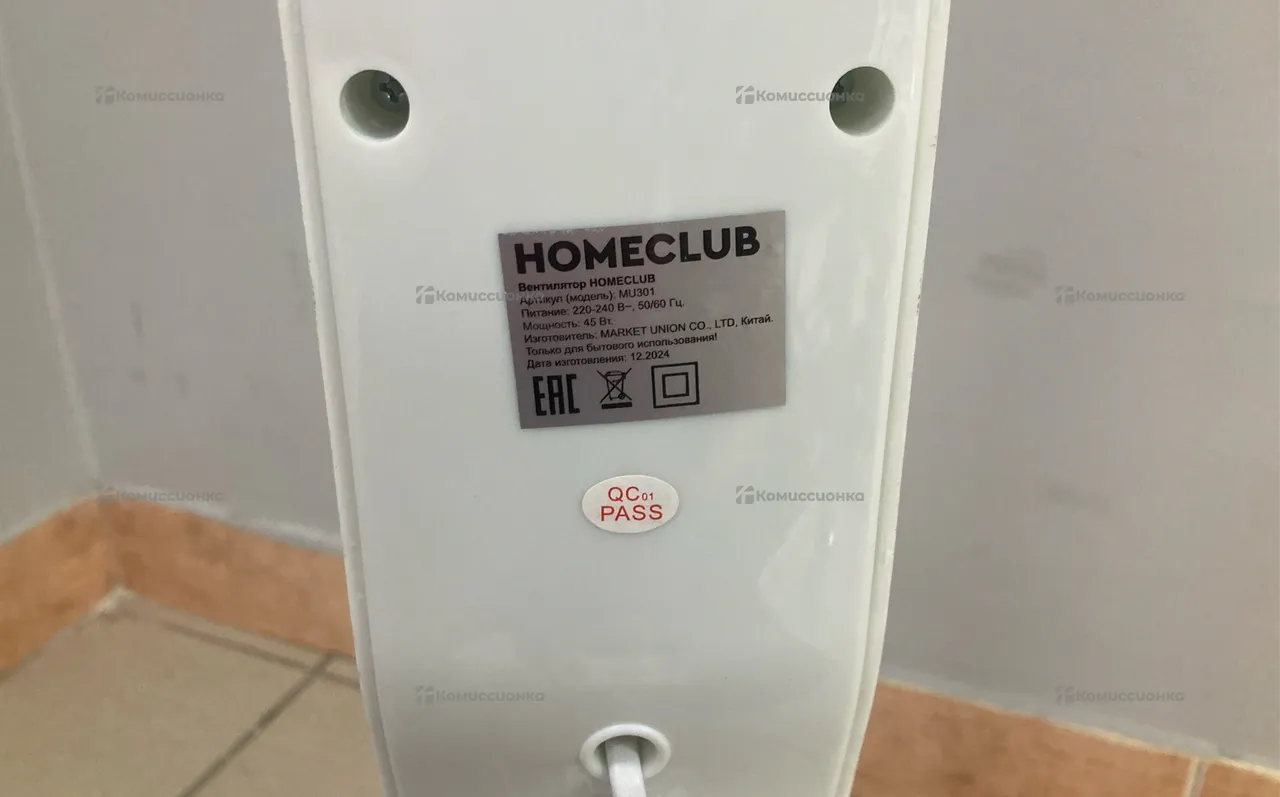 HOMECLUB
Вентилятор HOMECLUB
Артикул (модель): MU301
Питание: 220-240 В~, 50/60 Гц.
Мощность: 45 Вт.
Изготовитель: MARKET UNION CO., LTD, Китай.
Только для бытового использования!
Дата изготовления: 12.2024
EAC
QC01
PASS
Комиссионка
Комиссионка
Комиссионка
Комиссионка
Комиссионка
Комиссионка
Комиссионка
Комиссионка